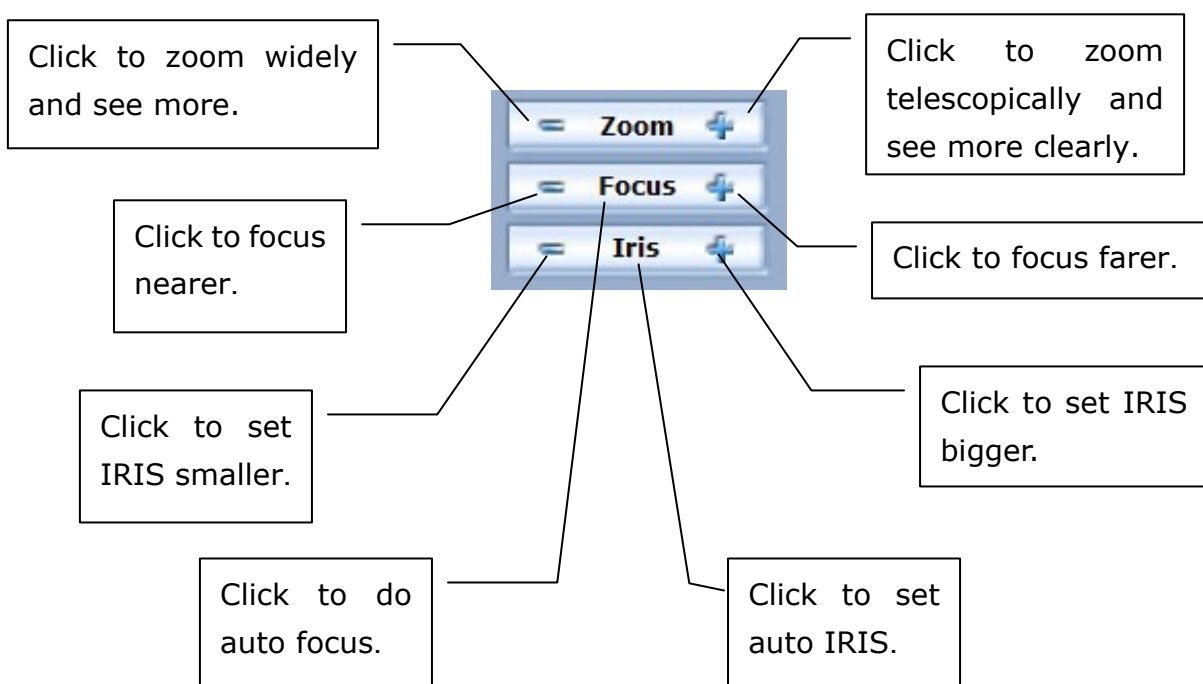 Click to zoom widely
and see more.
Click to zoom
telescopically and
see more clearly.
Zoom
Focus
Iris
Click to focus
nearer.
Click to focus farer.
Click to set
IRIS smaller.
Click to set IRIS
bigger.
Click to do
auto focus.
Click to set
auto IRIS.